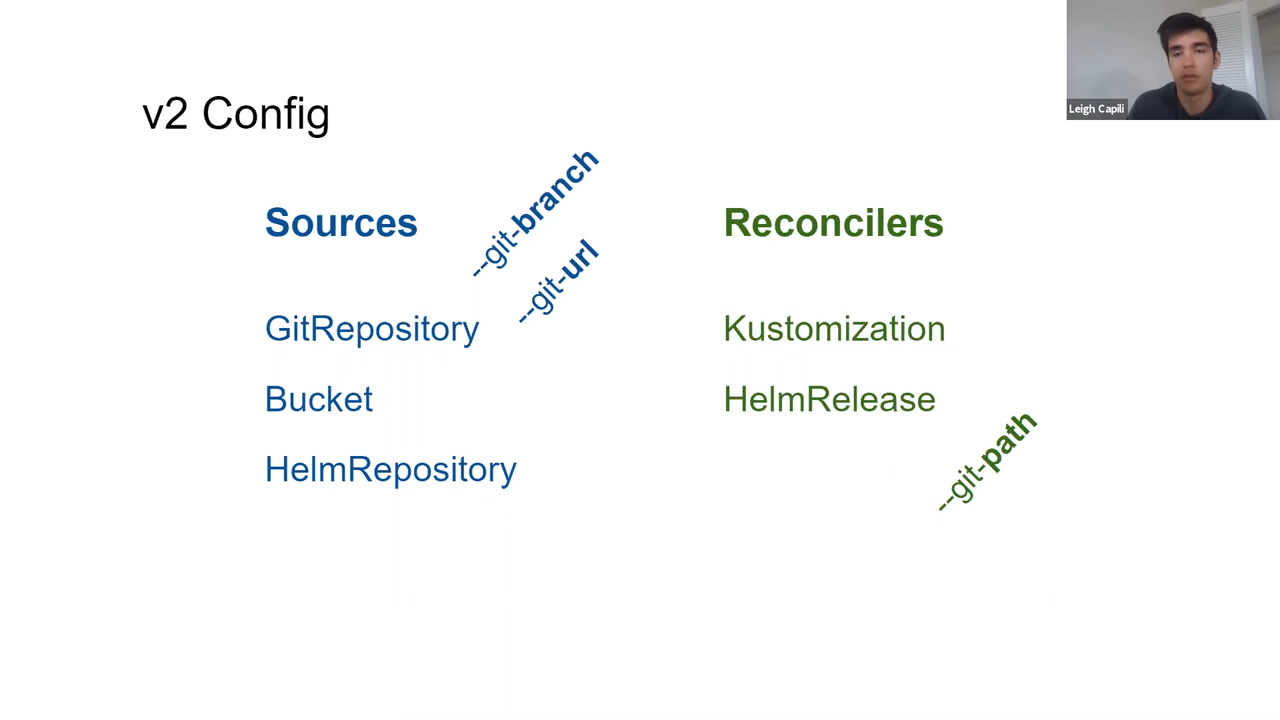 Leigh Capili
v2 Config
--git-branch
Sources
--git-url
GitRepository
Bucket
HelmRepository
Reconcilers
Kustomization
HelmRelease
--git-path